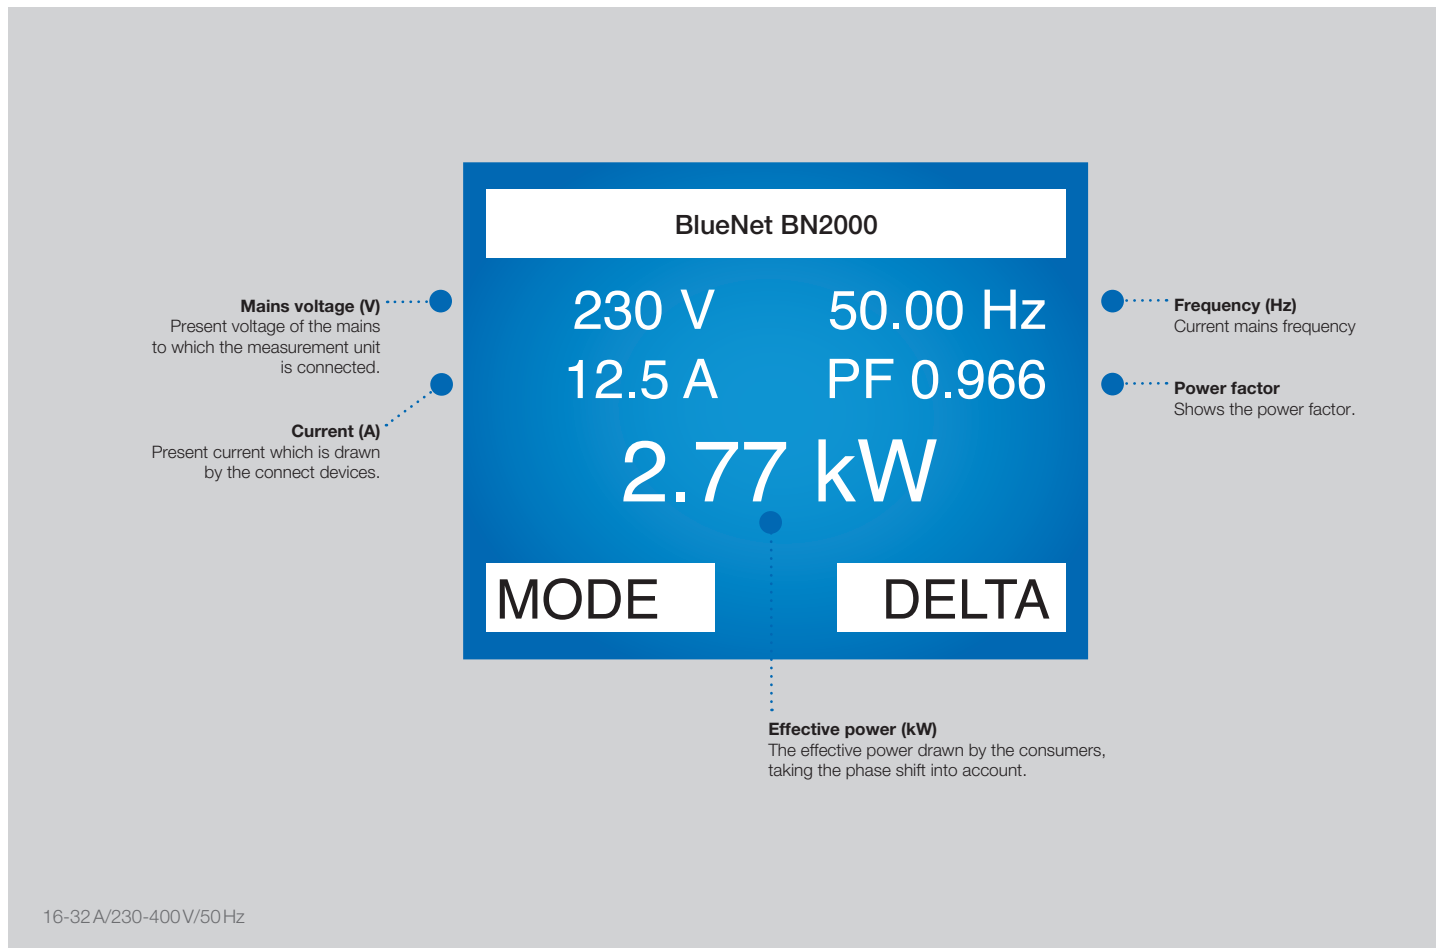 BlueNet BN2000
230 V 50.00 Hz
12.5 A PF 0.966
2.77 kW
MODE DELTA
Mains voltage (V)
Present voltage of the mains
to which the measurement unit
is connected.
Current (A)
Present current which is drawn
by the connect devices.
Frequency (Hz)
Current mains frequency
Power factor
Shows the power factor.
Effective power (kW)
The effective power drawn by the consumers,
taking the phase shift into account.
16-32 A/230-400 V/50 Hz